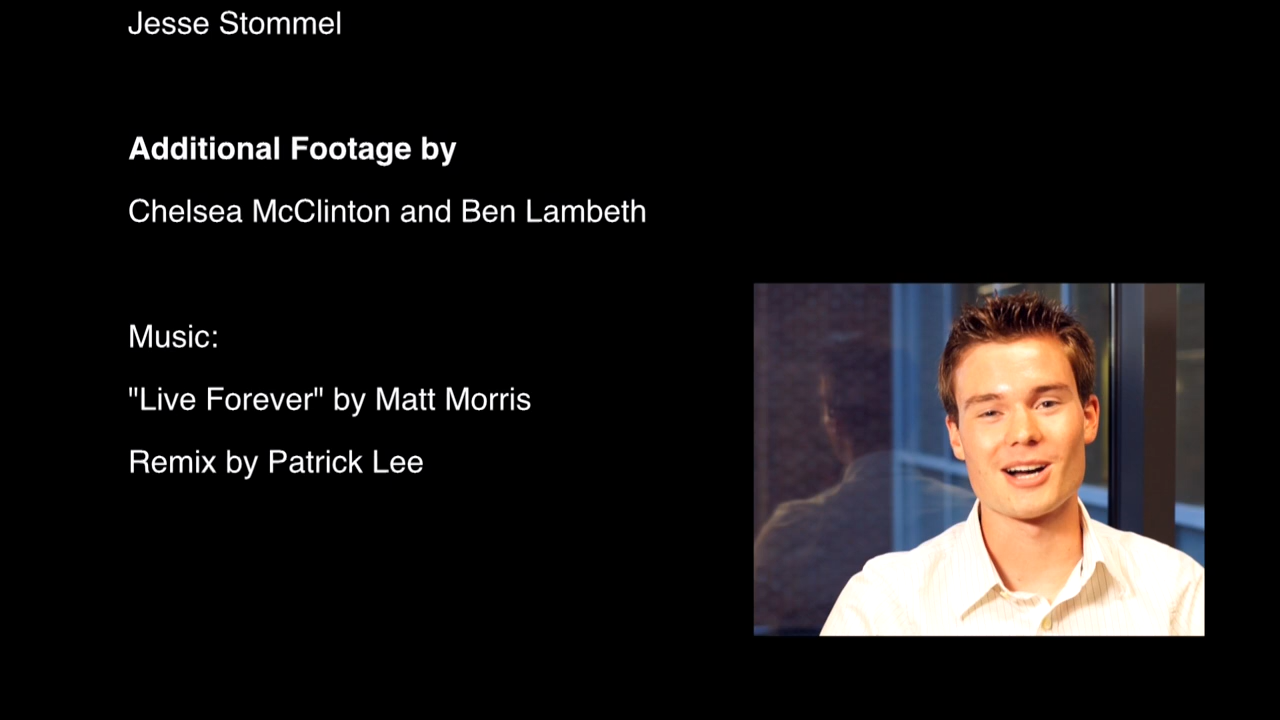 Jesse Stommel
Additional Footage by
Chelsea McClinton and Ben Lambeth
Music:
"Live Forever" by Matt Morris
Remix by Patrick Lee